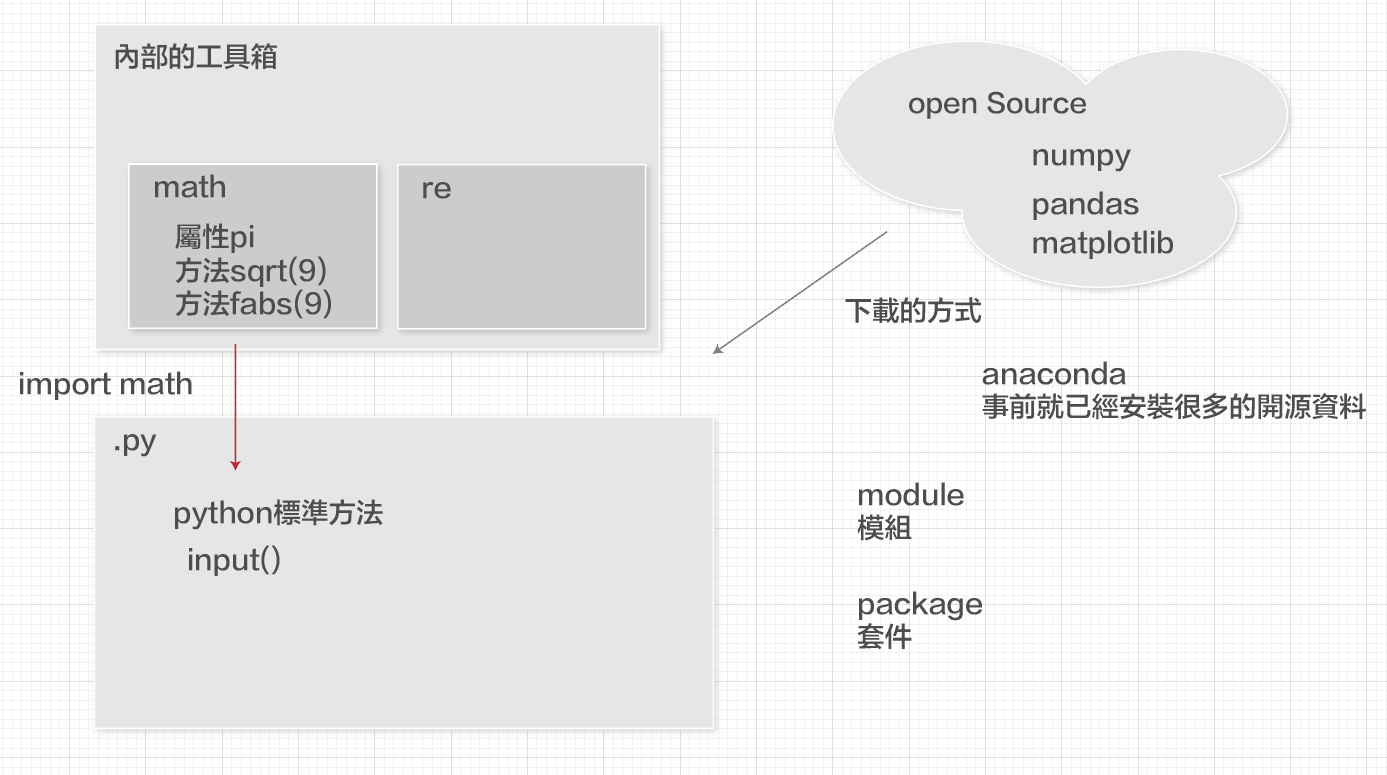 內部的工具箱
math
屬性pi
方法sqrt(9)
方法fabs(9)
re
open Source
numpy
pandas
matplotlib
下載的方式
import math
anaconda
事前就已經安裝很多的開源資料
.py
python標準方法
input()
module
模組
package
套件